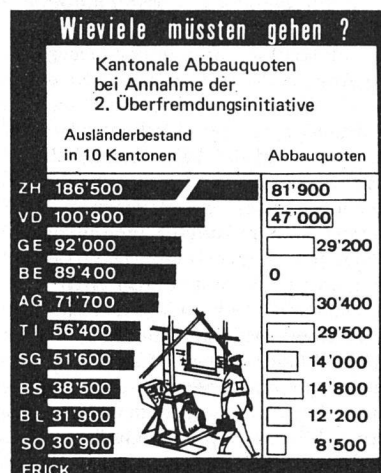 Wieviele müssten gehen ?
Kantonale Abbauquoten
bei Annahme der
2. Überfremdungsinitiative
Ausländerbestand
in 10 Kantonen Abbauquoten
ZH 186'500 81'900
VD 100'900 47'000
GE 92'000 29'200
BE 89'400 0
AG 71'700 30'400
TI 56'400 29'500
SG 51'600 14'000
BS 38'500 14'800
BL 31'900 12'200
SO 30'900 8'500
ERICK